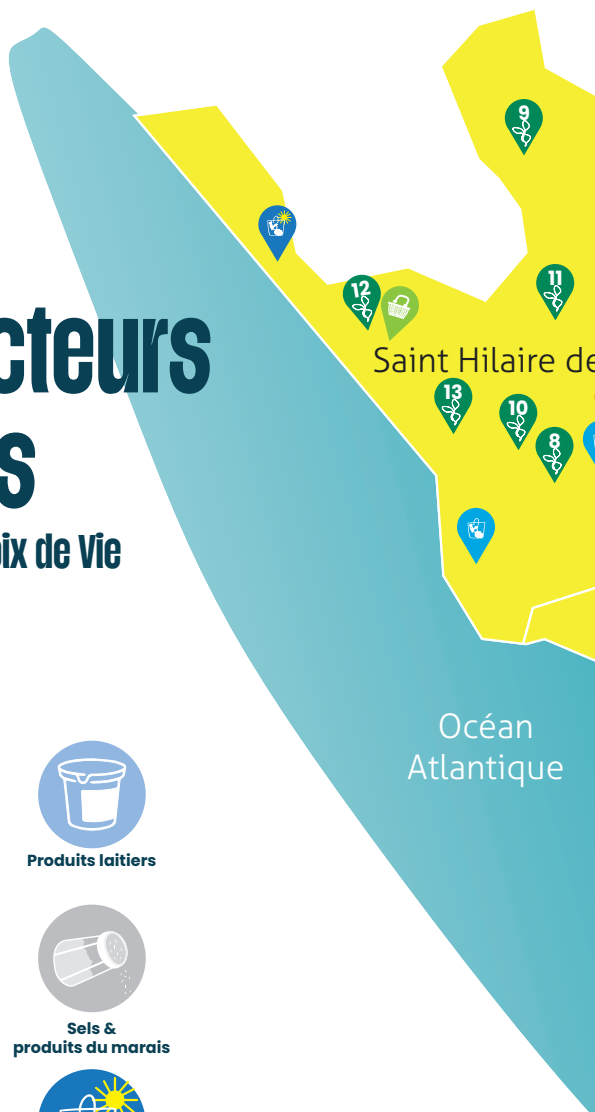 9
11
12
Saint Hilaire de
13
10
8
cteurs
s
oix de Vie
Océan
Atlantique
Produits laitiers
Sels &
produits du marais